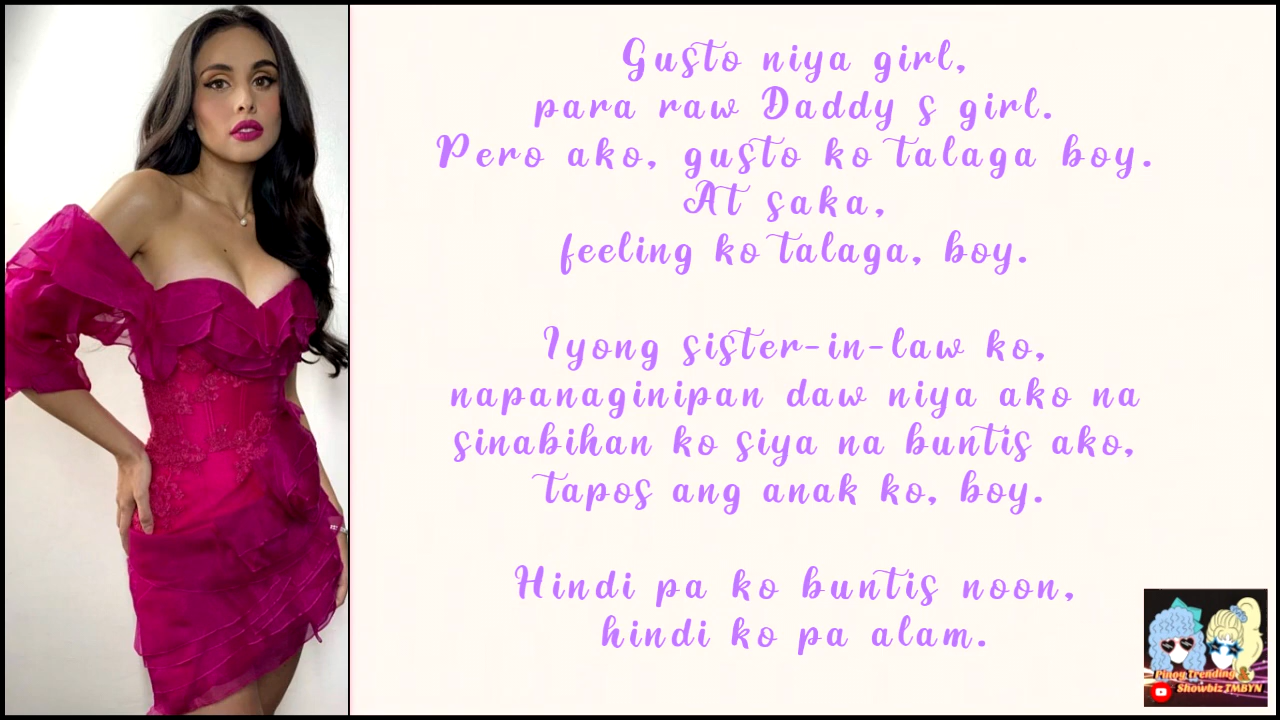 Gusto niya girl,
para raw Daddy s girl.
Pero ako, gusto ko talaga boy.
At saka,
feeling ko talaga, boy.
Iyong sister-in-law ko,
napanaginipan daw niya ako na
sinabihan ko siya na buntis ako,
tapos ang anak ko, boy.
Hindi pa ko buntis noon,
hindi ko pa alam.
Pinoy Trending &
Showbiz TMBYN